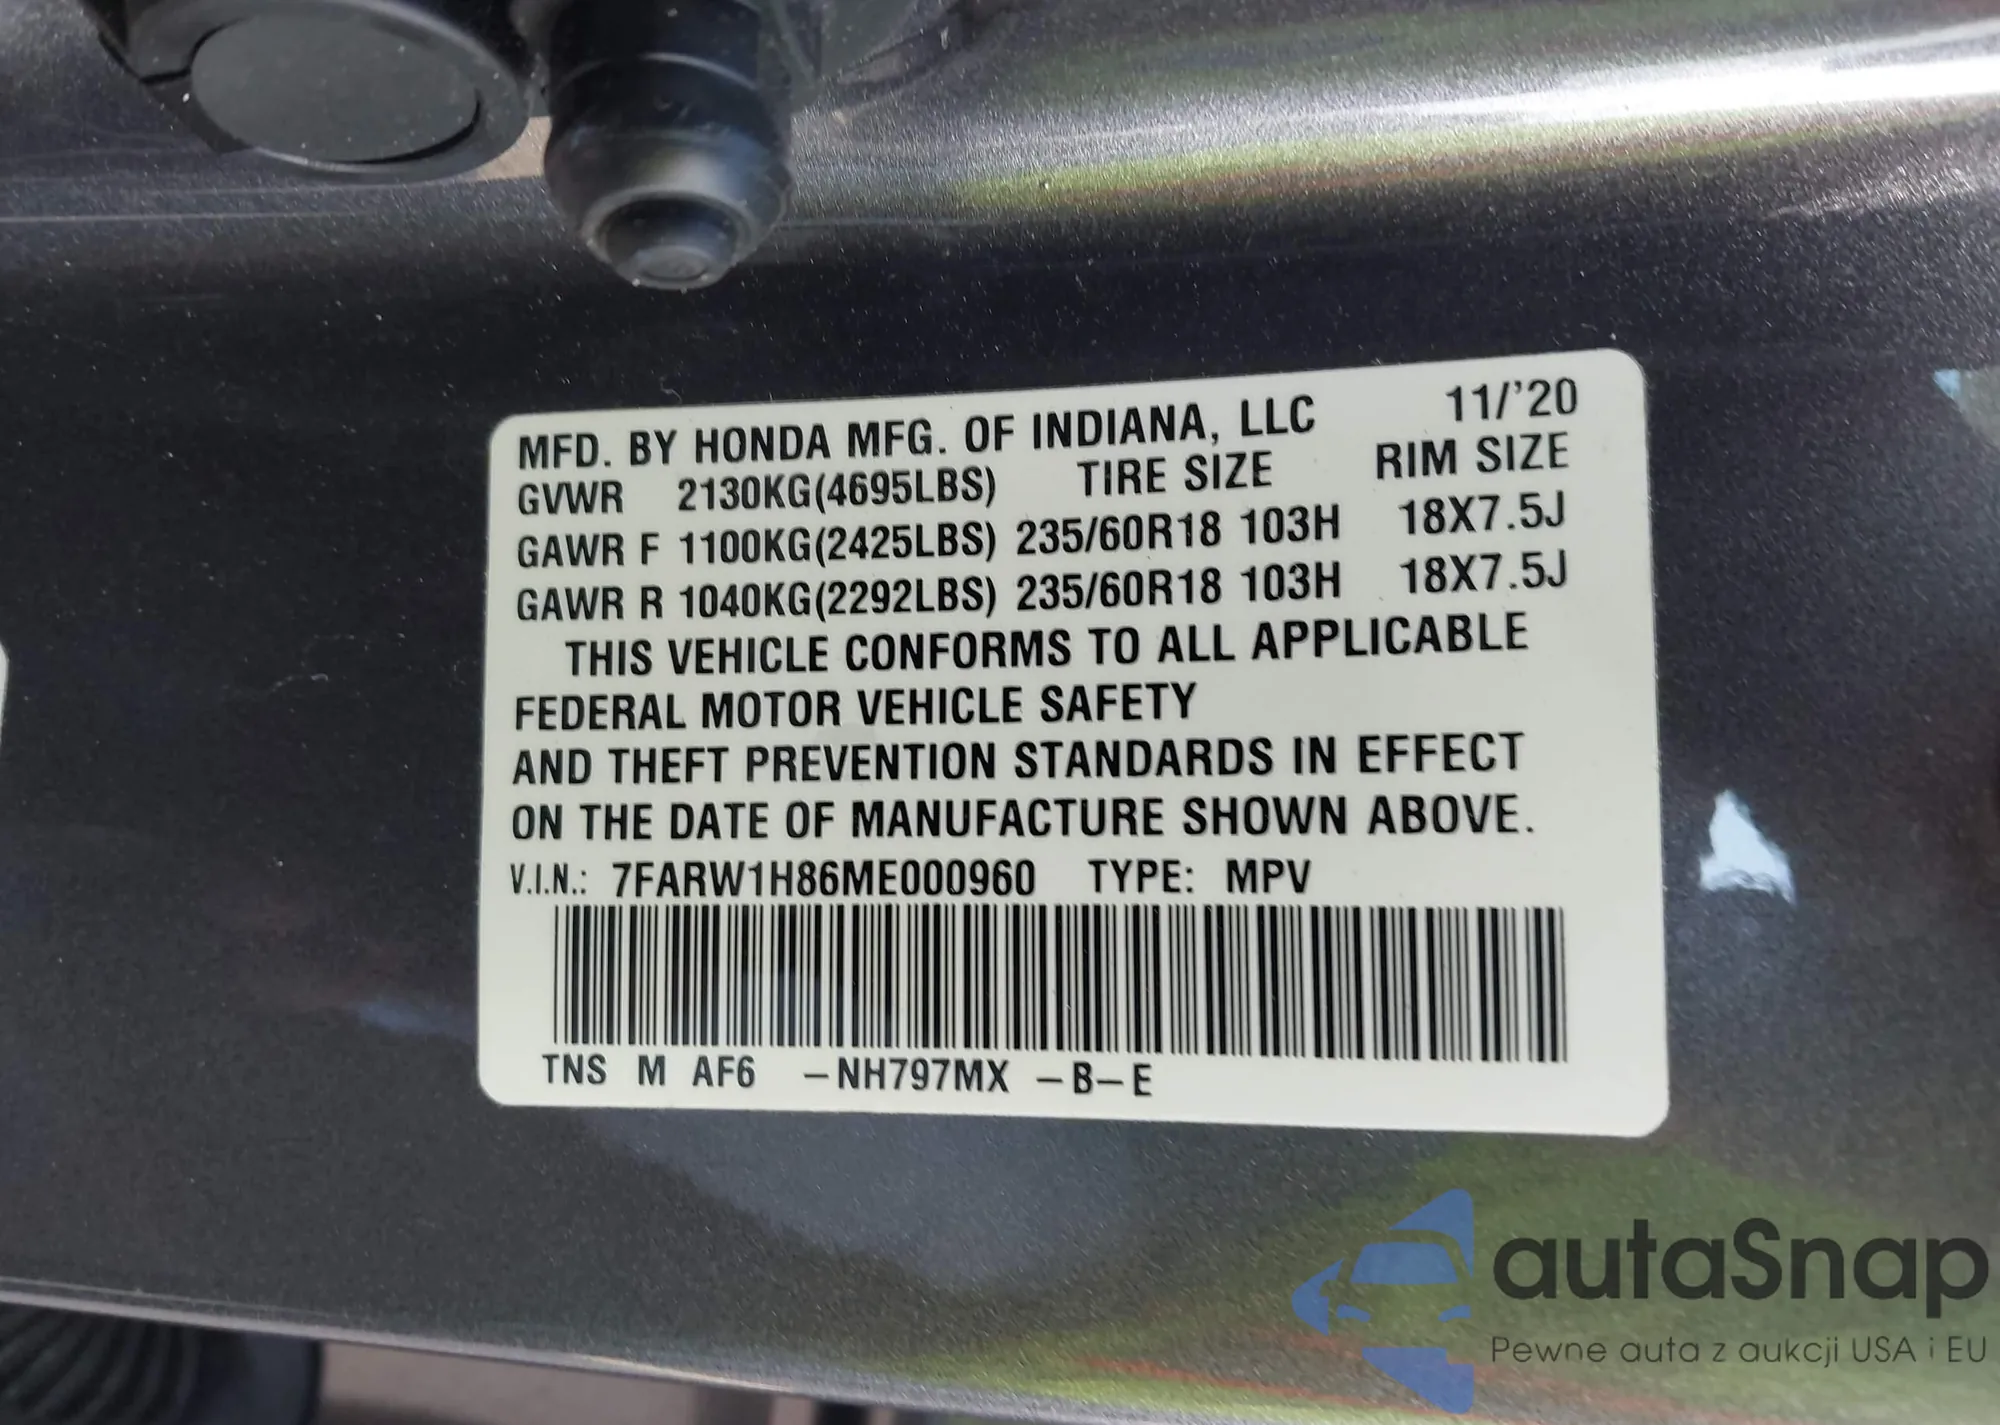 MFD. BY HONDA MFG. OF INDIANA, LLC 11/'20
GVWR 2130KG(4695LBS) TIRE SIZE RIM SIZE
GAWR F 1100KG(2425LBS) 235/60R18 103H 18X7.5J
GAWR R 1040KG(2292LBS) 235/60R18 103H 18X7.5J
THIS VEHICLE CONFORMS TO ALL APPLICABLE
FEDERAL MOTOR VEHICLE SAFETY
AND THEFT PREVENTION STANDARDS IN EFFECT
ON THE DATE OF MANUFACTURE SHOWN ABOVE.
V.I.N.: 7FARW1H86ME000960 TYPE: MPV
TNS M AF6 -NH797MX -B-E
autaSnap
Pewne auta z aukcji USA i EU